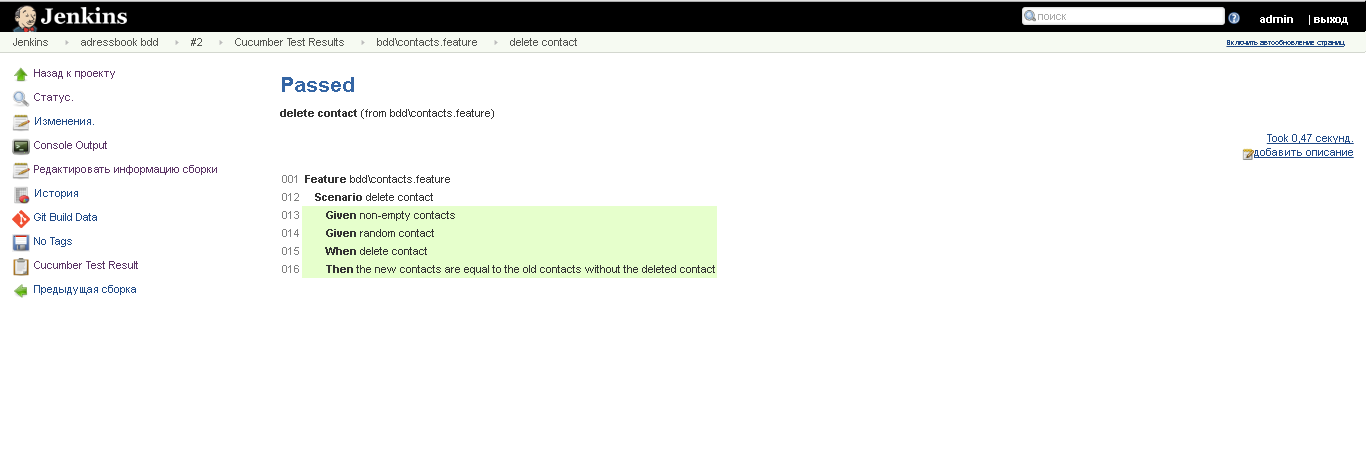 Jenkins
поиск
admin | выход
Jenkins adressbook bdd #2 Cucumber Test Results bdd\contacts.feature delete contact
Включить автообновление страниц
Назад к проекту
Статус.
Изменения.
Console Output
Редактировать информацию сборки
История
Git Build Data
No Tags
Cucumber Test Result
Предыдущая сборка
Passed
delete contact (from bdd\contacts.feature)
Took 0,47 секунд.
добавить описание
001 Feature bdd\contacts.feature
012 Scenario delete contact
013 Given non-empty contacts
014 Given random contact
015 When delete contact
016 Then the new contacts are equal to the old contacts without the deleted contact